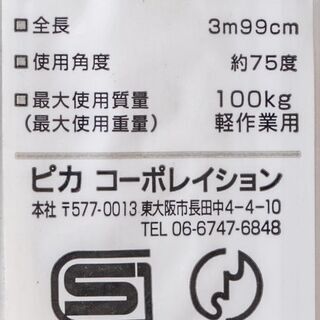 □ 全長 3m99cm
□ 使用角度 約75度
□ 最大使用質量 100kg
(最大使用重量) 軽作業用
ピカ コーポレイション
本社 〒577-0013 東大阪市長田中4-4-10
TEL 06-6747-6848